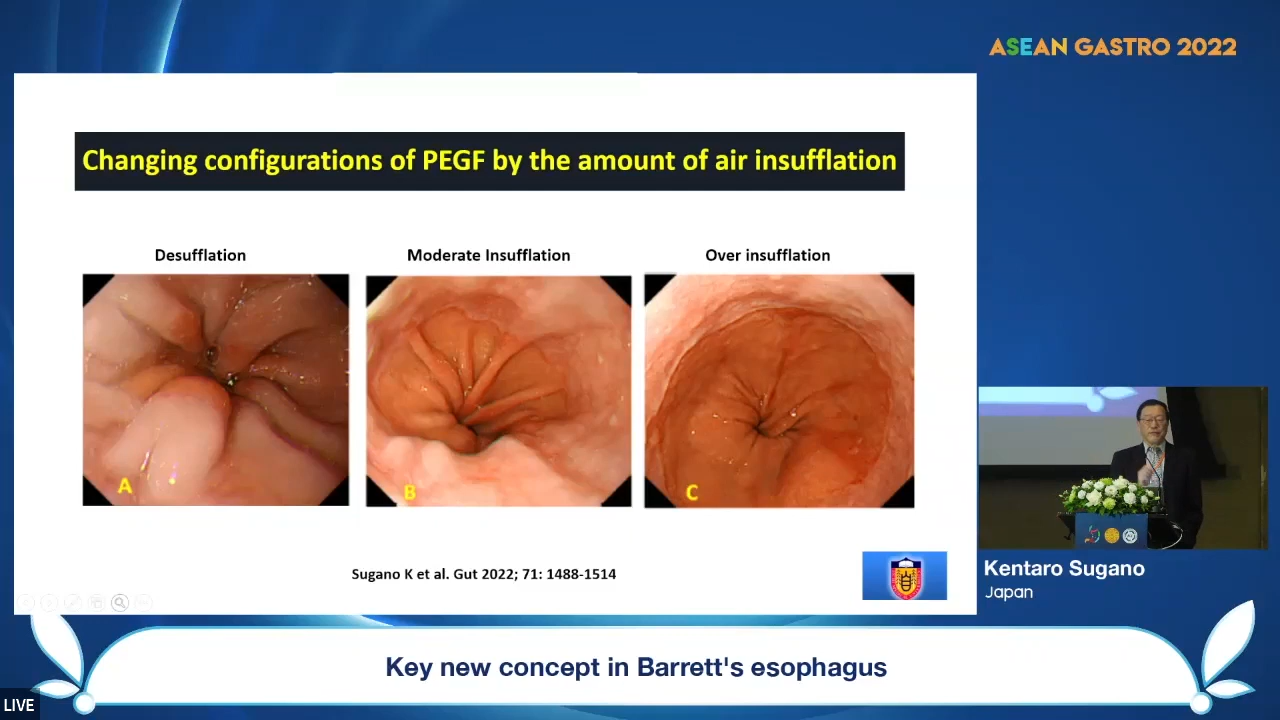 ASEAN GASTRO 2022
Changing configurations of PEGF by the amount of air insufflation
Desufflation
Moderate Insufflation
Over insufflation
A
B
C
Sugano K et al. Gut 2022; 71: 1488-1514
Kentaro Sugano
Japan
Key new concept in Barrett's esophagus
LIVE